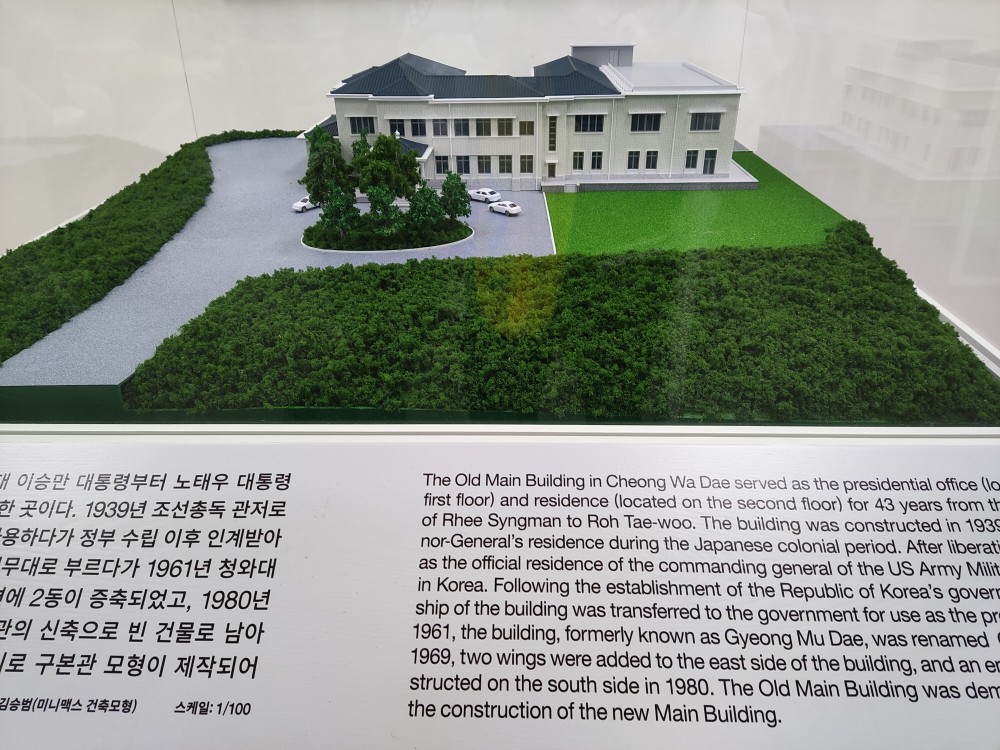 이승만 대통령부터 노태우 대통령
한 곳이다. 1939년 조선총독 관저로
용하다가 정부 수립 이후 인계받아
무대로 부르다가 1961년 청와대
에 2동이 증축되었고, 1980년
관의 신축으로 빈 건물로 남아
로 구본관 모형이 제작되어
김승범(미니맥스 건축모형) 스케일: 1/100
The Old Main Building in Cheong Wa Dae served as the presidential office (lo
first floor) and residence (located on the second floor) for 43 years from th
of Rhee Syngman to Roh Tae-woo. The building was constructed in 1939
nor-General's residence during the Japanese colonial period. After liberati
as the official residence of the commanding general of the US Army Milit
in Korea. Following the establishment of the Republic of Korea's govern
ship of the building was transferred to the government for use as the pre
1961, the building, formerly known as Gyeong Mu Dae, was renamed
1969, two wings were added to the east side of the building, and an en
structed on the south side in 1980. The Old Main Building was dem
the construction of the new Main Building.